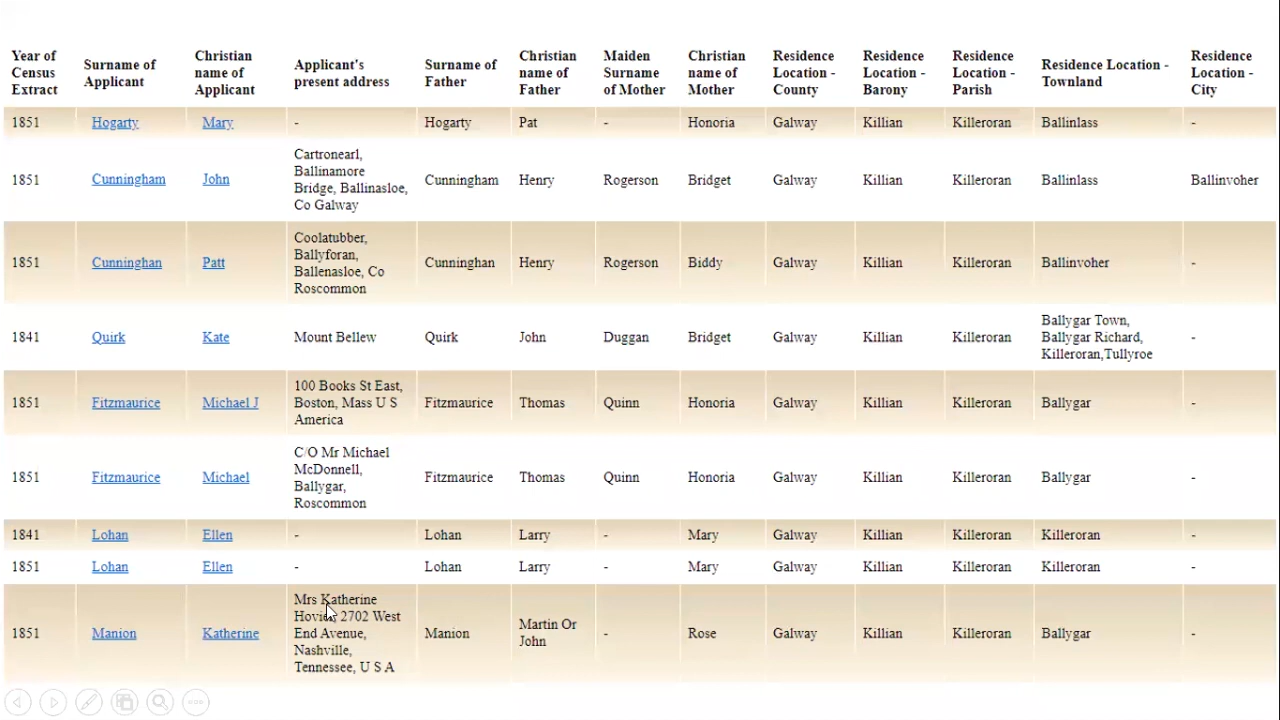 Year of Census Extract | Surname of Applicant | Christian name of Applicant | Applicant's present address | Surname of Father | Christian name of Father | Maiden Surname of Mother | Christian name of Mother | Residence Location - County | Residence Location - Barony | Residence Location - Parish | Residence Location - Townland | Residence Location - City
1851 | Hogarty | Mary | - | Hogarty | Pat | - | Honoria | Galway | Killian | Killeroran | Ballinlass | -
1851 | Cunningham | John | Cartronearl, Ballinamore Bridge, Ballinasloe, Co Galway | Cunningham | Henry | Rogerson | Bridget | Galway | Killian | Killeroran | Ballinlass | Ballinvoher
1851 | Cunninghan | Patt | Coolatubber, Ballyforan, Ballenasloe, Co Roscommon | Cunninghan | Henry | Rogerson | Biddy | Galway | Killian | Killeroran | Ballinvoher | -
1841 | Quirk | Kate | Mount Bellew | Quirk | John | Duggan | Bridget | Galway | Killian | Killeroran | Ballygar Town, Ballygar Richard, Killeroran,Tullyroe | -
1851 | Fitzmaurice | Michael J | 100 Books St East, Boston, Mass U S America | Fitzmaurice | Thomas | Quinn | Honoria | Galway | Killian | Killeroran | Ballygar | -
1851 | Fitzmaurice | Michael | C/O Mr Michael McDonnell, Ballygar, Roscommon | Fitzmaurice | Thomas | Quinn | Honoria | Galway | Killian | Killeroran | Ballygar | -
1841 | Lohan | Ellen | - | Lohan | Larry | - | Mary | Galway | Killian | Killeroran | Killeroran | -
1851 | Lohan | Ellen | - | Lohan | Larry | - | Mary | Galway | Killian | Killeroran | Killeroran | -
1851 | Manion | Katherine | Mrs Katherine 2702 West End Avenue, Nashville, Tennessee, U S A | Manion | Martin Or John | - | Rose | Galway | Killian | Killeroran | Ballygar | -